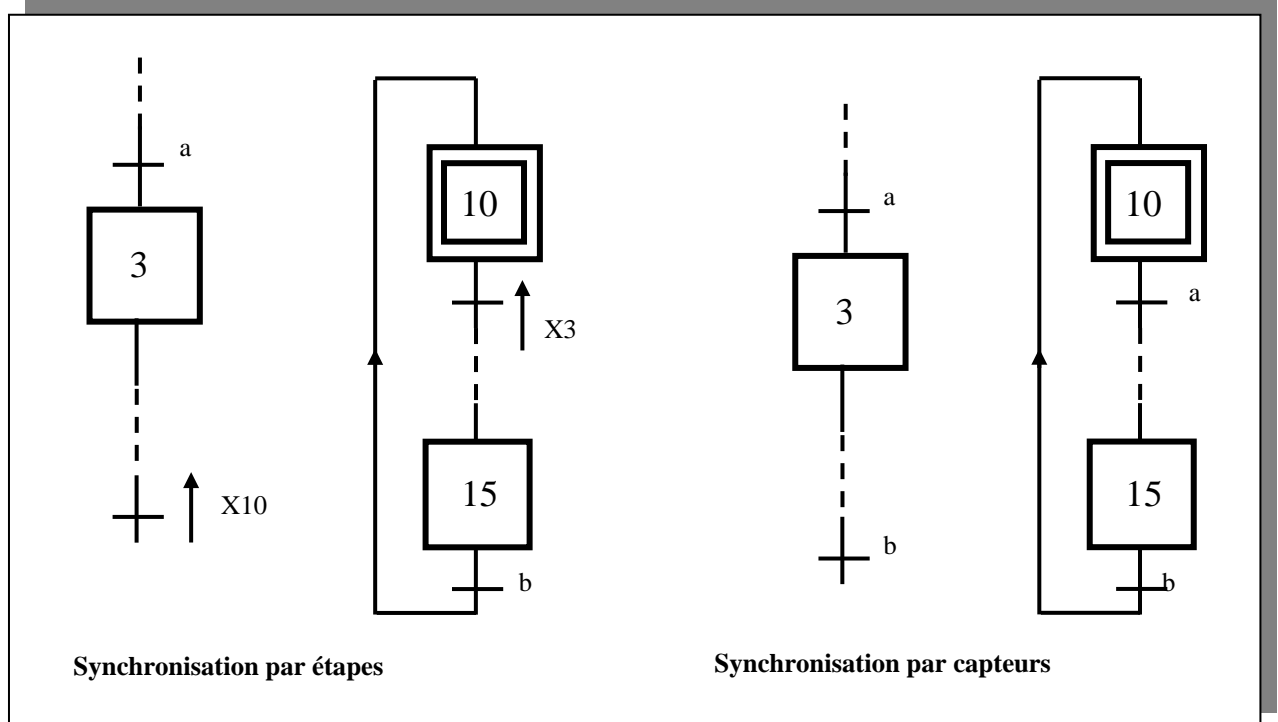 a
3
X10
10
X3
15
b
Synchronisation par étapes
a
3
b
10
a
15
b
Synchronisation par capteurs